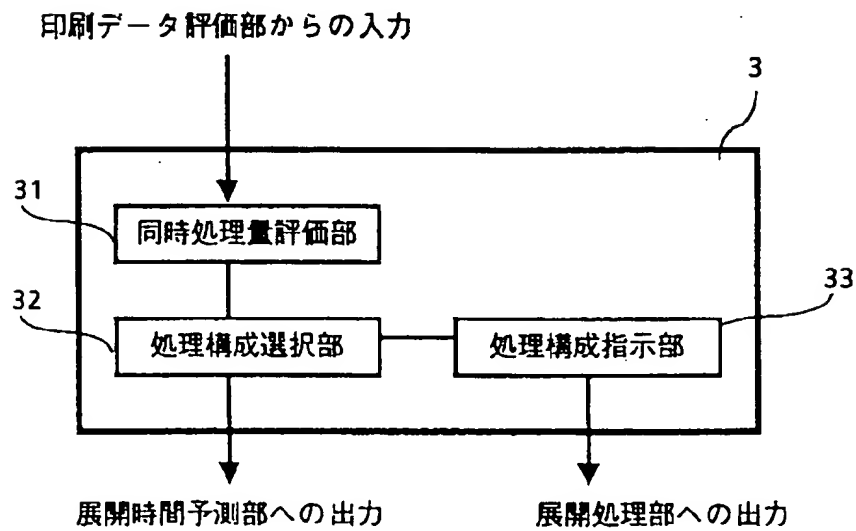 印刷データ評価部からの入力
3
31
同時処理量評価部
32
処理構成選択部
33
処理構成指示部
展開時間予測部への出力
展開処理部への出力